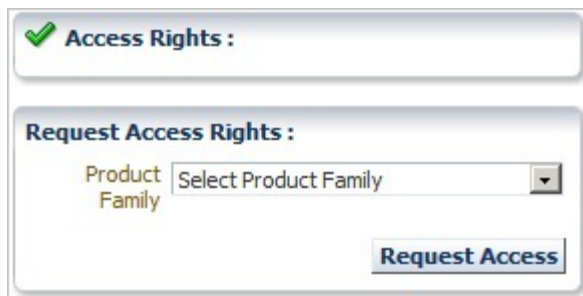 Access Rights :
Request Access Rights :
Product Select Product Family
Family
Request Access